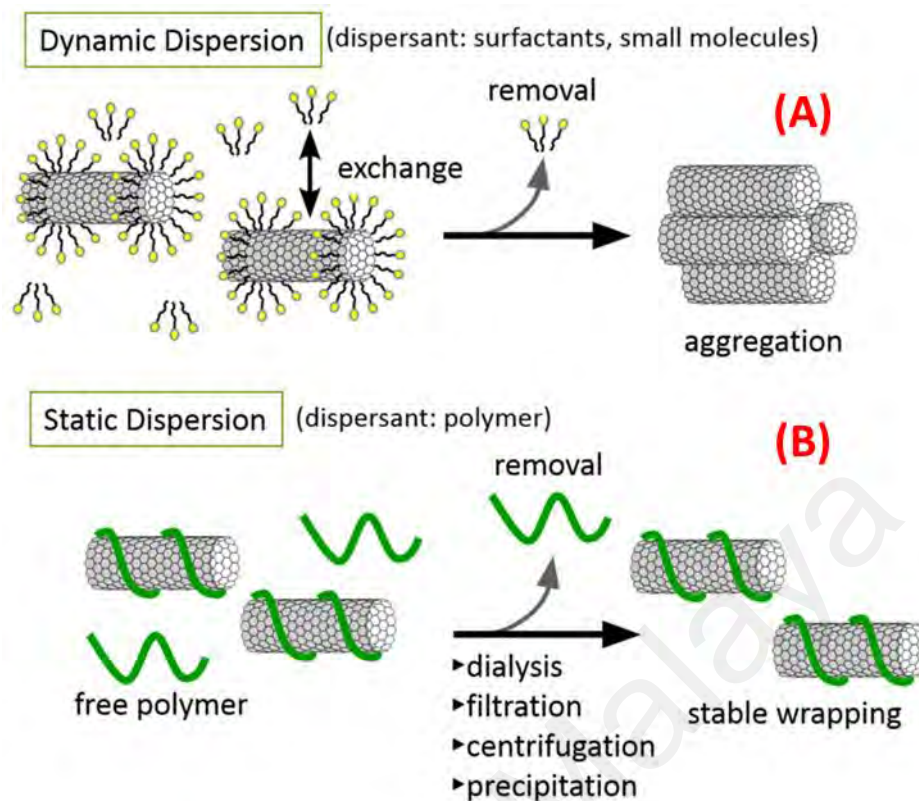 Dynamic Dispersion (dispersant: surfactants, small molecules)
removal
(A)
exchange
aggregation
Static Dispersion (dispersant: polymer)
(B)
removal
free polymer
▸dialysis
▸filtration
▸centrifugation
▸precipitation
stable wrapping
Malaya